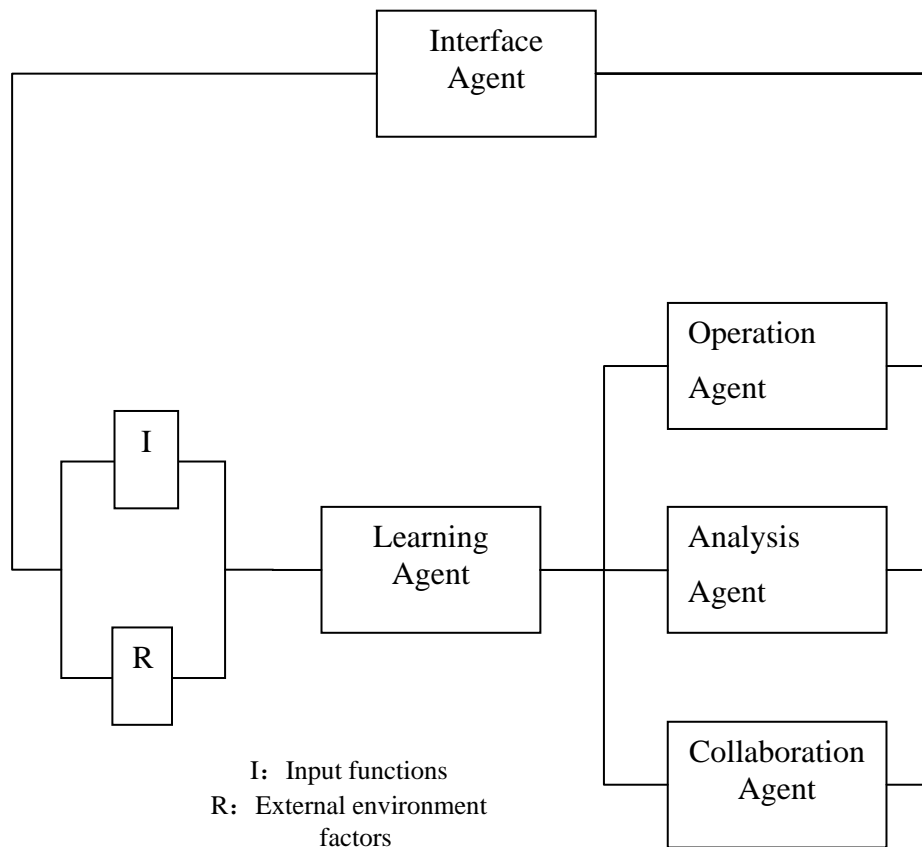 Interface
Agent
Operation
Agent
I
Learning
Agent
Analysis
Agent
R
Collaboration
Agent
I：Input functions
R：External environment
factors